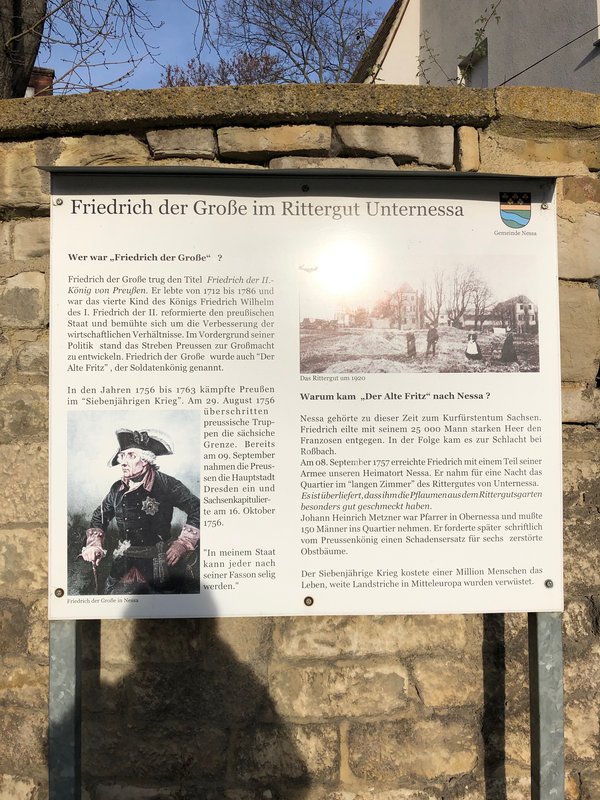 Friedrich der Große im Rittergut Unternessa
Gemeinde Nessa
Wer war „Friedrich der Große“ ?
Friedrich der Große trug den Titel Friedrich der II.-
König von Preußen. Er lebte von 1712 bis 1786 und
war das vierte Kind des Königs Friedrich Wilhelm
des I. Friedrich der II. reformierte den preußischen
Staat und bemühte sich um die Verbesserung der
wirtschaftlichen Verhältnisse. Im Vordergrund seiner
Politik stand das Streben Preussen zur Großmacht
zu entwickeln. Friedrich der Große wurde auch “Der
Alte Fritz” , der Soldatenkönig genannt.
In den Jahren 1756 bis 1763 kämpfte Preußen
im “Siebenjährigen Krieg”. Am 29. August 1756
überschritten
preussische Trup-
pen die sächsiche
Grenze. Bereits
am 09. September
nahmen die Preus-
sen die Hauptstadt
Dresden ein und
Sachsenkapitulier-
te am 16. Oktober
1756.
"In meinem Staat
kann jeder nach
seiner Fasson selig
werden."
Friedrich der Große in Nessa
Das Rittergut um 1920
Warum kam „Der Alte Fritz“ nach Nessa ?
Nessa gehörte zu dieser Zeit zum Kurfürstentum Sachsen.
Friedrich eilte mit seinem 25 000 Mann starken Heer den
Franzosen entgegen. In der Folge kam es zur Schlacht bei
Roßbach.
Am 08. September 1757 erreichte Friedrich mit einem Teil seiner
Armee unseren Heimatort Nessa. Er nahm für eine Nacht das
Quartier im “langen Zimmer” des Rittergutes von Unternessa.
Es ist überliefert, dass ihm die Pflaumen aus dem Rittergutsgarten
besonders gut geschmeckt haben.
Johann Heinrich Metzner war Pfarrer in Obernessa und mußte
150 Männer ins Quartier nehmen. Er forderte später schriftlich
vom Preussenkönig einen Schadensersatz für sechs zerstörte
Obstbäume.
Der Siebenjährige Krieg kostete einer Million Menschen das
Leben, weite Landstriche in Mitteleuropa wurden verwüstet.